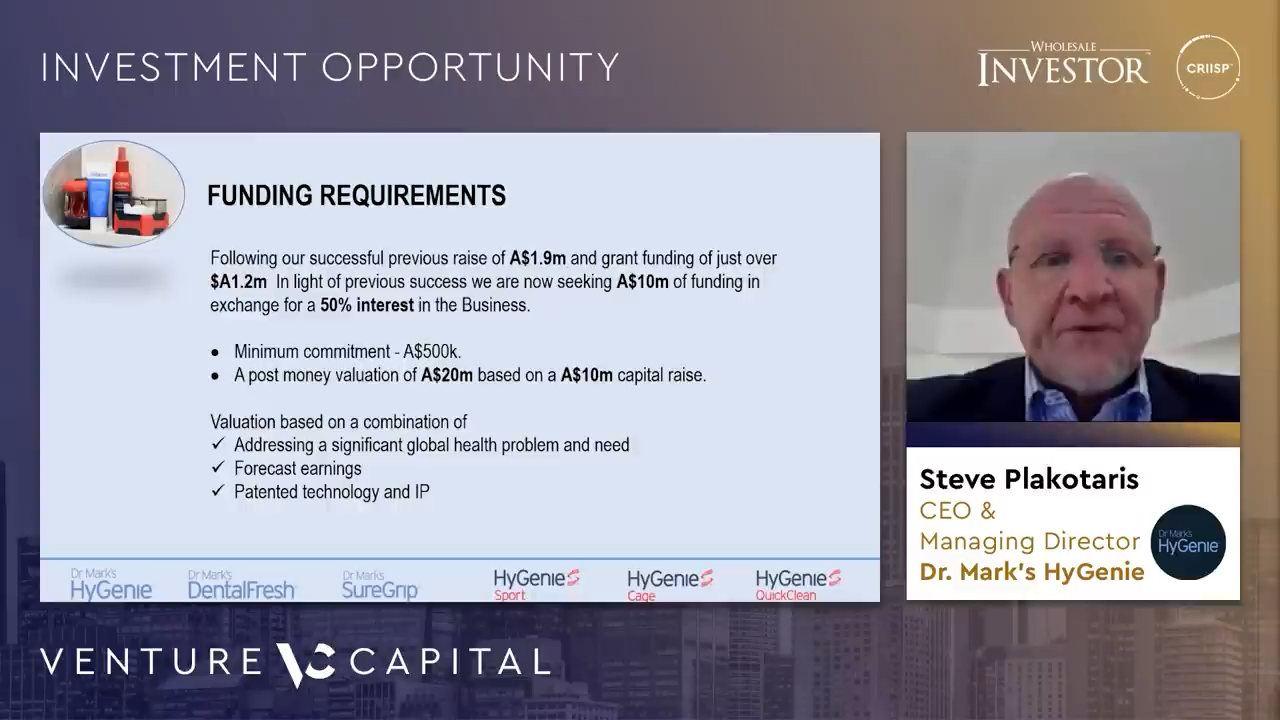 INVESTMENT OPPORTUNITY
WHOLESALE
INVESTOR
CRIISP™
FUNDING REQUIREMENTS
Following our successful previous raise of A$1.9m and grant funding of just over
$A1.2m In light of previous success we are now seeking A$10m of funding in
exchange for a 50% interest in the Business.
• Minimum commitment - A$500k.
• A post money valuation of A$20m based on a A$10m capital raise.
Valuation based on a combination of
✓ Addressing a significant global health problem and need
✓ Forecast earnings
✓ Patented technology and IP
Dr Mark's
HyGenie
Dr Mark's
DentalFresh
Dr Mark's
SureGrip
HyGenie
Sport
HyGenie
Cage
HyGenie
QuickClean
Steve Plakotaris
CEO &
Managing Director
Dr. Mark's HyGenie
Dr Mark's
HyGenie
VENTURE VC CAPITAL